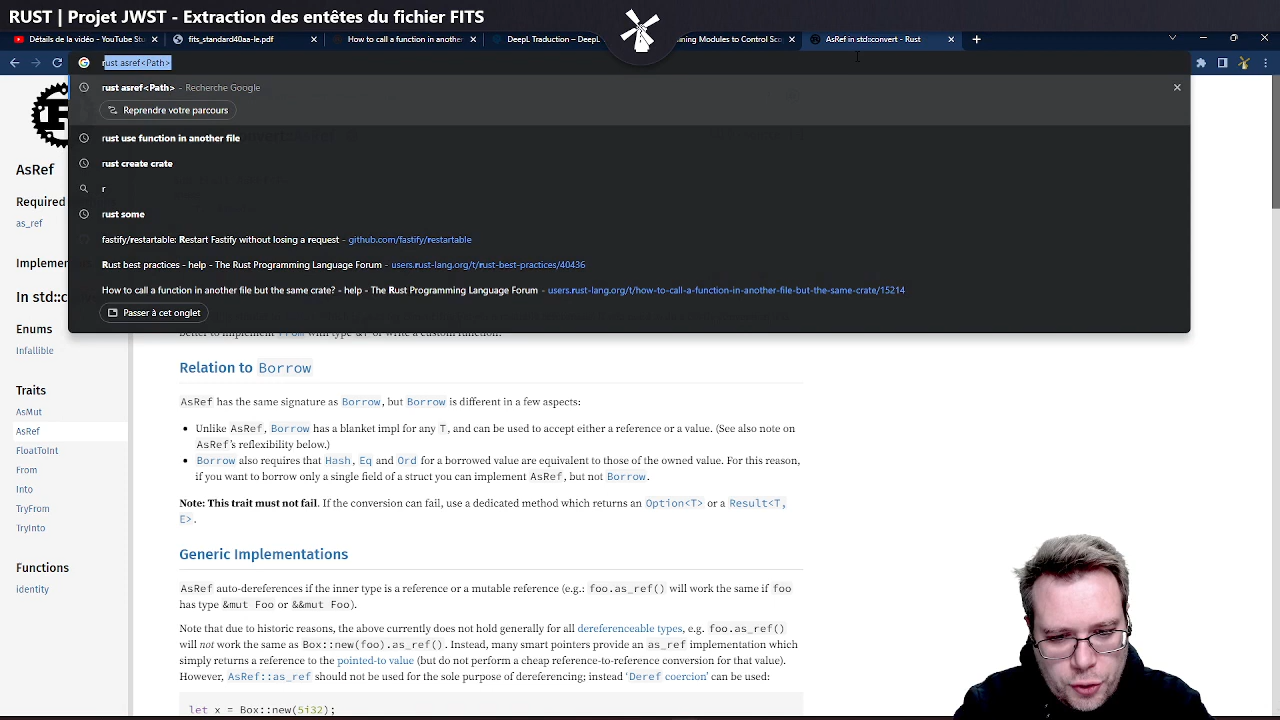 RUST | Projet JWST - Extraction des entêtes du fichier FITS
Détails de la vidéo - YouTube Stu
fits_standard40aa-le.pdf
How to call a function in another
DeepL Traduction – DeepL
ning Modules to Control Sco
AsRef in std::convert - Rust
rust asref<Path>
rust asref<Path> - Recherche Google
Reprendre votre parcours
rust use function in another file
rust create crate
r
rust some
fastify/restartable: Restart Fastify without losing a request - github.com/fastify/restartable
Rust best practices - help - The Rust Programming Language Forum - users.rust-lang.org/t/rust-best-practices/40436
How to call a function in another file but the same crate? - help - The Rust Programming Language Forum - users.rust-lang.org/t/how-to-call-a-function-in-another-file-but-the-same-crate/15214
Passer à cet onglet
AsRef
Required
as_ref
Implemen
In std::co
Enums
Infallible
Traits
AsMut
AsRef
FloatToInt
From
Into
TryFrom
TryInto
Functions
identity
better to implement From with type &T or write a custom function.
Relation to Borrow
AsRef has the same signature as Borrow, but Borrow is different in a few aspects:
• Unlike AsRef, Borrow has a blanket impl for any T, and can be used to accept either a reference or a value. (See also note on
AsRef's reflexibility below.)
• Borrow also requires that Hash, Eq and Ord for a borrowed value are equivalent to those of the owned value. For this reason,
if you want to borrow only a single field of a struct you can implement AsRef, but not Borrow.
Note: This trait must not fail. If the conversion can fail, use a dedicated method which returns an Option<T> or a Result<T,
E>.
Generic Implementations
AsRef auto-dereferences if the inner type is a reference or a mutable reference (e.g.: foo.as_ref() will work the same if foo
has type &mut Foo or &&mut Foo).
Note that due to historic reasons, the above currently does not hold generally for all dereferenceable types, e.g. foo.as_ref()
will not work the same as Box::new(foo).as_ref(). Instead, many smart pointers provide an as_ref implementation which
simply returns a reference to the pointed-to value (but do not perform a cheap reference-to-reference conversion for that value).
However, AsRef::as_ref should not be used for the sole purpose of dereferencing; instead 'Deref coercion' can be used:
let x = Box::new(5i32);